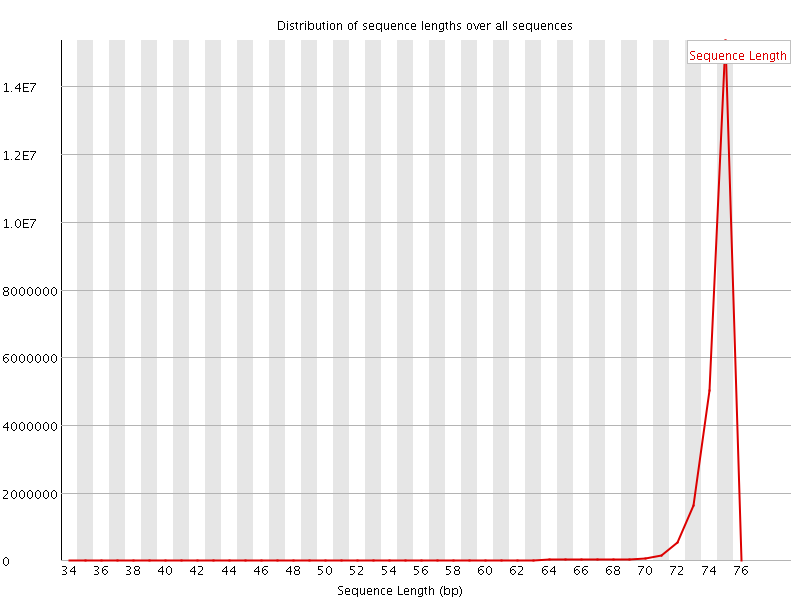 Distribution of sequence lengths over all sequences
Sequence Length
1.4E7
1.2E7
1.0E7
8000000
6000000
4000000
2000000
0
34 36 38 40 42 44 46 48 50 52 54 56 58 60 62 64 66 68 70 72 74 76
Sequence Length (bp)